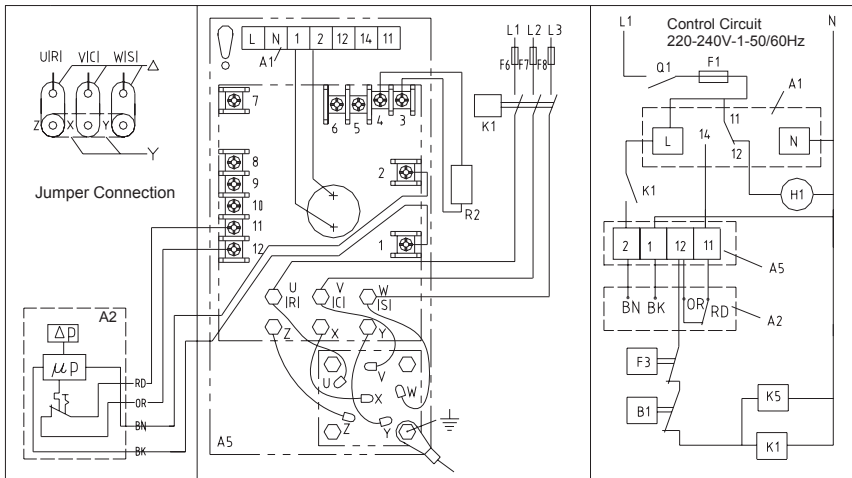 U|R| V|C| W|S| Δ
Z X Y
Y
Jumper Connection
A2
Δp
μp
RD
OR
BN
BK
L N 1 2 12 14 11
A1
7
6 5 4 3
8
9
10
11
12
2
1
R2
L1 L2 L3
F6 F7 F8
K1
U |R| V |C| W |S|
Z X Y
U V W
X
Z Y
A5
L1 Control Circuit N
220-240V-1-50/60Hz
Q1 F1
A1
11
L 14 12 N
K1 H1
2 1 12 11
A5
BN BK OR RD
A2
F3
B1
K5
K1